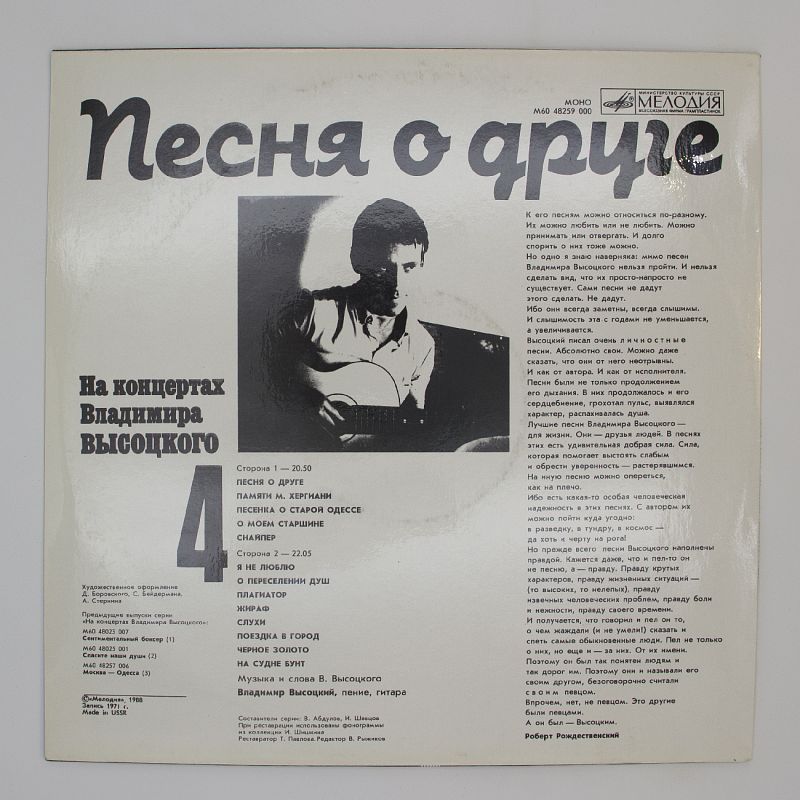 МОНО
М60 48259 000
МИНИСТЕРСТВО КУЛЬТУРЫ СССР
МЕЛОДИЯ
ВСЕСОЮЗНАЯ ФИРМА ГРАМПЛАСТИНОК
Песня о друге
На концертах
Владимира
ВЫСОЦКОГО
4
Сторона 1 — 20.50
ПЕСНЯ О ДРУГЕ
ПАМЯТИ М. ХЕРГИАНИ
ПЕСЕНКА О СТАРОЙ ОДЕССЕ
О МОЕМ СТАРШИНЕ
СНАЙПЕР
Сторона 2 — 22.05
Я НЕ ЛЮБЛЮ
О ПЕРЕСЕЛЕНИИ ДУШ
ПЛАГИАТОР
ЖИРАФ
СЛУХИ
ПОЕЗДКА В ГОРОД
ЧЕРНОЕ ЗОЛОТО
НА СУДНЕ БУНТ
Музыка и слова В. Высоцкого
Владимир Высоцкий, пение, гитара
Составители серии: В. Абдулов, И. Шевцов
При реставрации использованы фонограммы
из коллекции И. Шишкина
Реставратор Т. Павлова. Редактор В. Рыжиков
Художественное оформление
Д. Боровского, С. Бейдермана,
А. Стернина
Предыдущие выпуски серии
«На концертах Владимира Высоцкого»:
М60 48023 007
Сентиментальный боксер (1)
М60 48025 001
Спасите наши души (2)
М60 48257 006
Москва — Одесса (3)
© «Мелодия», 1988
Запись 1971 г.
Made in USSR
К его песням можно относиться по-разному.
Их можно любить или не любить. Можно
принимать или отвергать. И долго
спорить о них тоже можно.
Но одно я знаю наверняка: мимо песен
Владимира Высоцкого нельзя пройти. И нельзя
сделать вид, что их просто-напросто не
существует. Сами песни не дадут
этого сделать. Не дадут.
Ибо они всегда заметны, всегда слышимы.
И слышимость эта с годами не уменьшается,
а увеличивается.
Высоцкий писал очень личностные
песни. Абсолютно свои. Можно даже
сказать, что они от него неотрывны.
И как от автора. И как от исполнителя.
Песни были не только продолжением
его дыхания. В них продолжалось и его
сердцебиение, грохотал пульс, выявлялся
характер, распахивалась душа.
Лучшие песни Владимира Высоцкого —
для жизни. Они — друзья людей. В песнях
этих есть удивительная добрая сила. Сила,
которая помогает выстоять слабым
и обрести уверенность — растерявшимся.
На иную песню можно опереться,
как на плечо.
Ибо есть какая-то особая человеческая
надежность в этих песнях. С автором их
можно пойти куда угодно:
в разведку, в тундру, в космос —
да хоть к черту на рога!
Но прежде всего песни Высоцкого наполнены
правдой. Кажется даже, что и пел-то он
не песню, а — правду. Правду крутых
характеров, правду жизненных ситуаций —
(то высоких, то нелепых), правду
извечных человеческих проблем, правду боли
и нежности, правду своего времени.
И получается, что говорил и пел он то,
о чем жаждали (и не умели!) сказать и
спеть самые обыкновенные люди. Пел не только
о них, но еще и — за них. От их имени.
Поэтому он был так понятен людям и
так дорог им. Поэтому они и называли его
своим другом, безоговорочно считали
своим певцом.
Впрочем, нет, не певцом. Это другие
были певцами.
А он был — Высоцким.
Роберт Рождественский